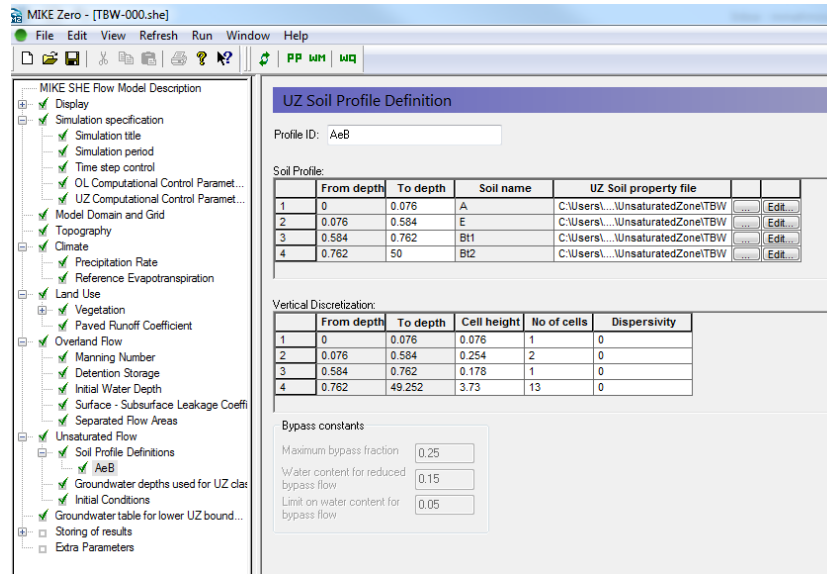 MIKE Zero - [TBW-000.she]
File Edit View Refresh Run Window Help
PP WM WQ
MIKE SHE Flow Model Description
Display
Simulation specification
Simulation title
Simulation period
Time step control
OL Computational Control Paramet...
UZ Computational Control Paramet...
Model Domain and Grid
Topography
Climate
Precipitation Rate
Reference Evapotranspiration
Land Use
Vegetation
Paved Runoff Coefficient
Overland Flow
Manning Number
Detention Storage
Initial Water Depth
Surface - Subsurface Leakage Coeffi
Separated Flow Areas
Unsaturated Flow
Soil Profile Definitions
AeB
Groundwater depths used for UZ clas
Initial Conditions
Groundwater table for lower UZ bound...
Storing of results
Extra Parameters
UZ Soil Profile Definition
Profile ID: AeB
Soil Profile:
From depth To depth Soil name UZ Soil property file
1 0 0.076 A C:\Users\....\UnsaturatedZone\TBW ... Edit...
2 0.076 0.584 E C:\Users\....\UnsaturatedZone\TBW ... Edit...
3 0.584 0.762 Bt1 C:\Users\....\UnsaturatedZone\TBW ... Edit...
4 0.762 50 Bt2 C:\Users\....\UnsaturatedZone\TBW ... Edit...
Vertical Discretization:
From depth To depth Cell height No of cells Dispersivity
1 0 0.076 0.076 1 0
2 0.076 0.584 0.254 2 0
3 0.584 0.762 0.178 1 0
4 0.762 49.252 3.73 13 0
Bypass constants
Maximum bypass fraction 0.25
Water content for reduced
bypass flow 0.15
Limit on water content for
bypass flow 0.05